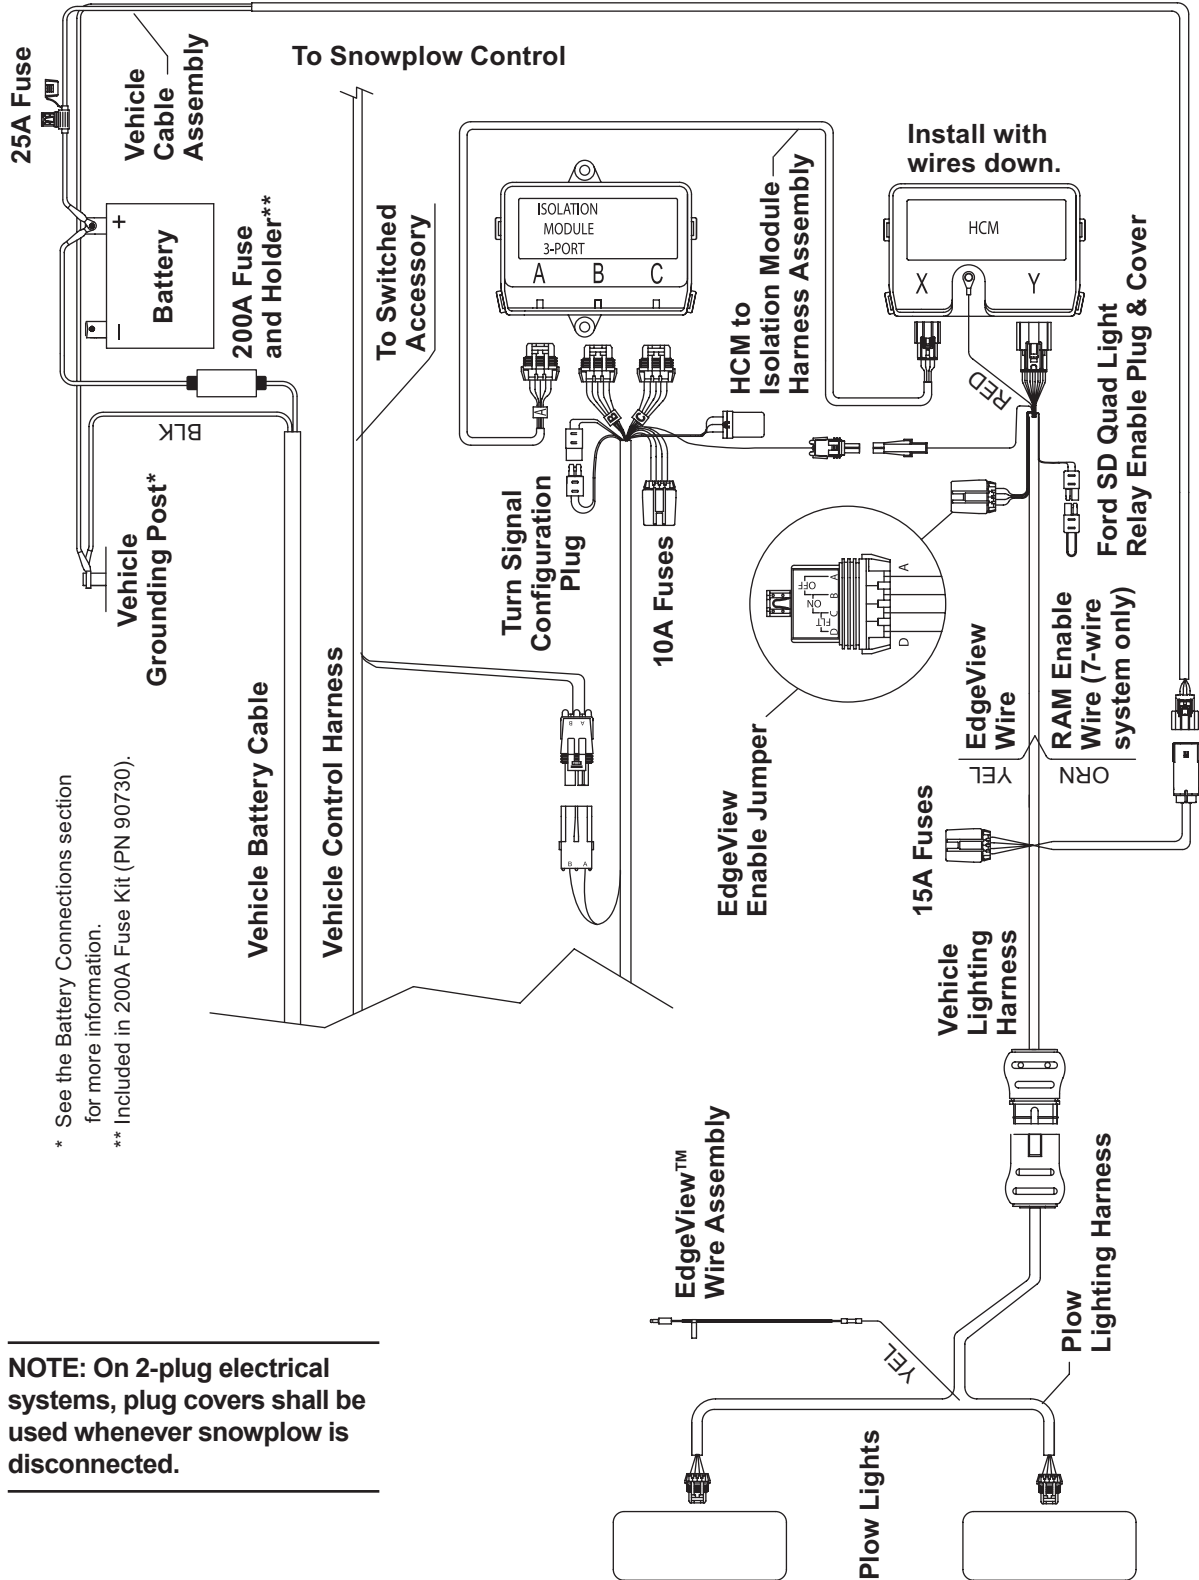 25A Fuse
Vehicle
Cable
Assembly
To Snowplow Control
+
–
Battery
200A Fuse
and Holder**
To Switched
Accessory
ISOLATION
MODULE
3-PORT
A B C
HCM to
Isolation Module
Harness Assembly
Install with
wires down.
HCM
X Y
RED
Ford SD Quad Light
Relay Enable Plug & Cover
BLK
Vehicle
Grounding Post*
A
B
C
Turn Signal
Configuration
Plug
10A Fuses
OFF
ON
FLT
A
B
C
D
A
D
EdgeView
Enable Jumper
EdgeView
Wire
YEL
RAM Enable
Wire (7-wire
system only)
ORN
Vehicle Battery Cable
Vehicle Control Harness
B
A
B
A
15A Fuses
Vehicle
Lighting
Harness
* See the Battery Connections section
for more information.
** Included in 200A Fuse Kit (PN 90730).
EdgeView™
Wire Assembly
YEL
Plow
Lighting Harness
Plow Lights
NOTE: On 2-plug electrical
systems, plug covers shall be
used whenever snowplow is
disconnected.